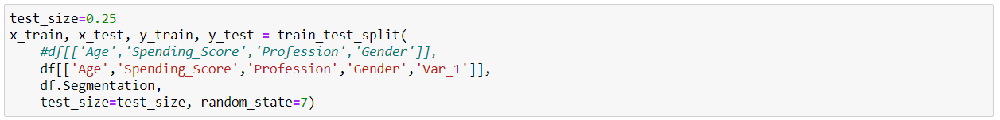 test_size=0.25
x_train, x_test, y_train, y_test = train_test_split(
    #df[['Age','Spending_Score','Profession','Gender']],
    df[['Age','Spending_Score','Profession','Gender','Var_1']],
    df.Segmentation,
    test_size=test_size, random_state=7)